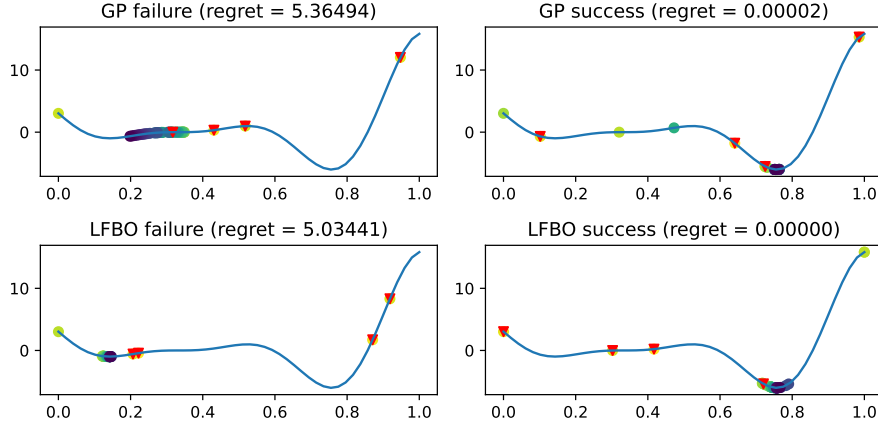 GP failure (regret = 5.36494)
GP success (regret = 0.00002)
10
0
0.0 0.2 0.4 0.6 0.8 1.0
10
0
0.0 0.2 0.4 0.6 0.8 1.0
LFBO failure (regret = 5.03441)
LFBO success (regret = 0.00000)
10
0
0.0 0.2 0.4 0.6 0.8 1.0
10
0
0.0 0.2 0.4 0.6 0.8 1.0